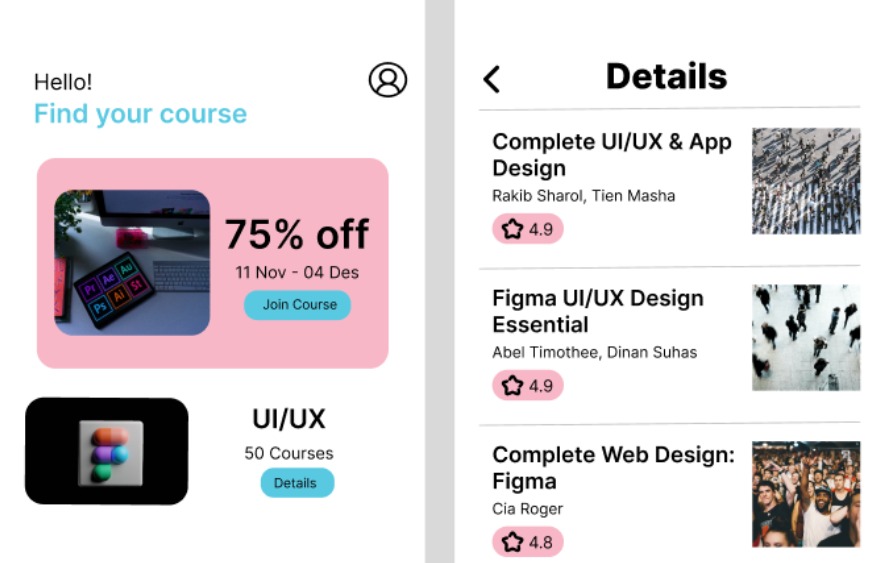 Hello!
Find your course
75% off
11 Nov - 04 Des
Join Course
Pr Ae Au
Ps Ai St
UI/UX
50 Courses
Details
Details
Complete UI/UX & App
Design
Rakib Sharol, Tien Masha
4.9
Figma UI/UX Design
Essential
Abel Timothee, Dinan Suhas
4.9
Complete Web Design:
Figma
Cia Roger
4.8